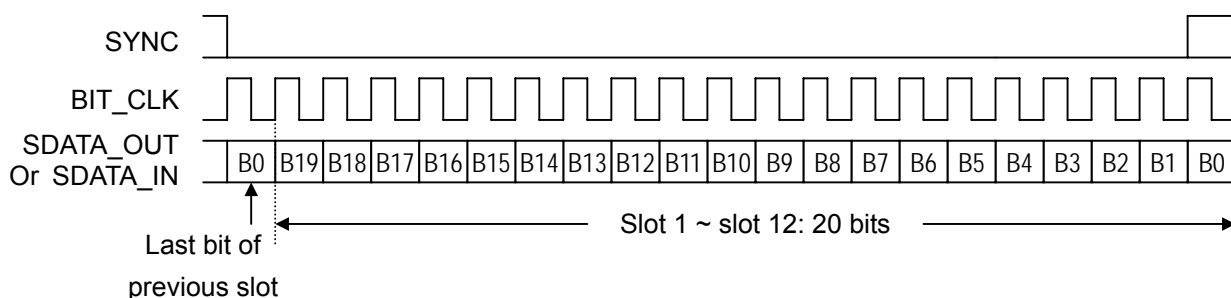 SYNC
BIT_CLK
SDATA_OUT
Or SDATA_IN
B0 B19 B18 B17 B16 B15 B14 B13 B12 B11 B10 B9 B8 B7 B6 B5 B4 B3 B2 B1 B0
Slot 1 ~ slot 12: 20 bits
Last bit of
previous slot